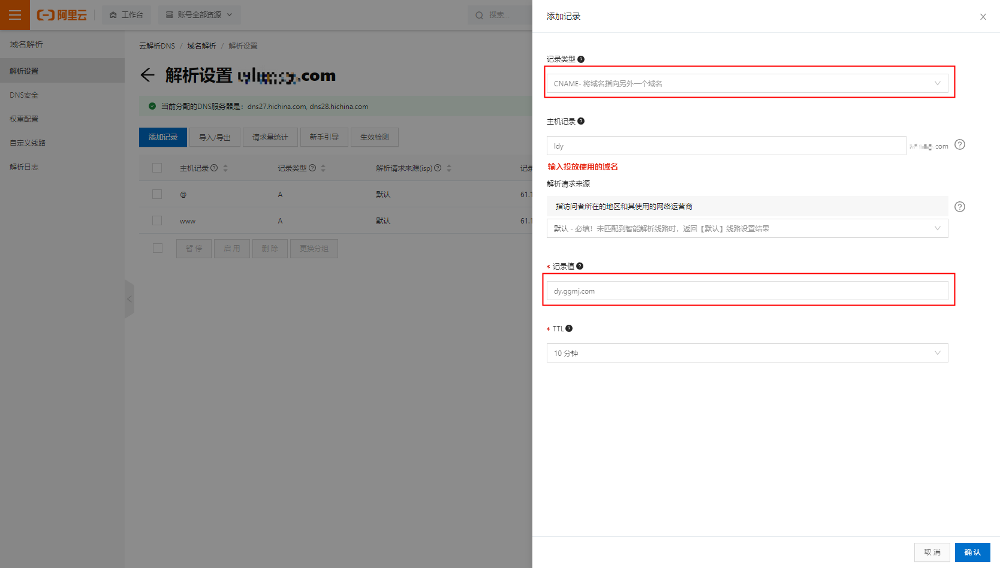 阿里云
工作台
账号全部资源
搜索...
域名解析
解析设置
DNS安全
权重配置
自定义线路
解析日志
云解析DNS / 域名解析 / 解析设置
解析设置 .com
当前分配的DNS服务器是：dns27.hichina.com, dns28.hichina.com
添加记录 导入/导出 请求量统计 新手引导 生效检测
主机记录 记录类型 解析请求来源(isp) 记录
@ A 默认 61.1
www A 默认 61.1
暂 停 启 用 删 除 更换分组
添加记录
记录类型
CNAME- 将域名指向另外一个域名
主机记录
ldy
.com
输入投放使用的域名
解析请求来源
指访问者所在的地区和其使用的网络运营商
默认 - 必填！未匹配到智能解析线路时，返回【默认】线路设置结果
* 记录值
dy.ggmj.com
* TTL
10 分钟
取 消 确 认